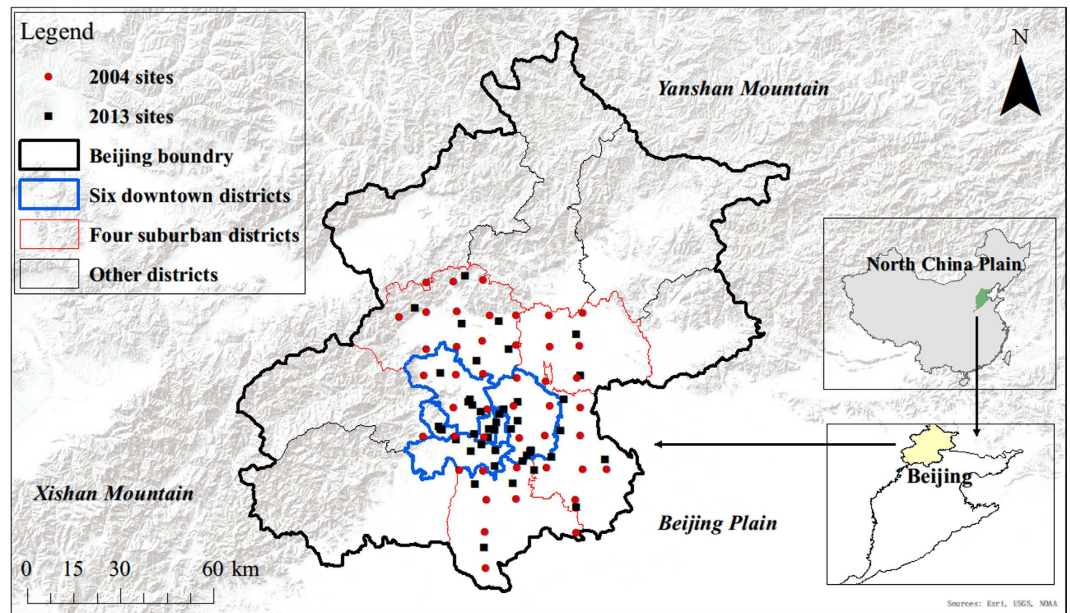 Legend
2004 sites
2013 sites
Beijing boundry
Six downtown districts
Four suburban districts
Other districts
Yanshan Mountain
N
North China Plain
Beijing
Xishan Mountain
Beijing Plain
0 15 30 60 km
Sources: Esri, USGS, NOAA